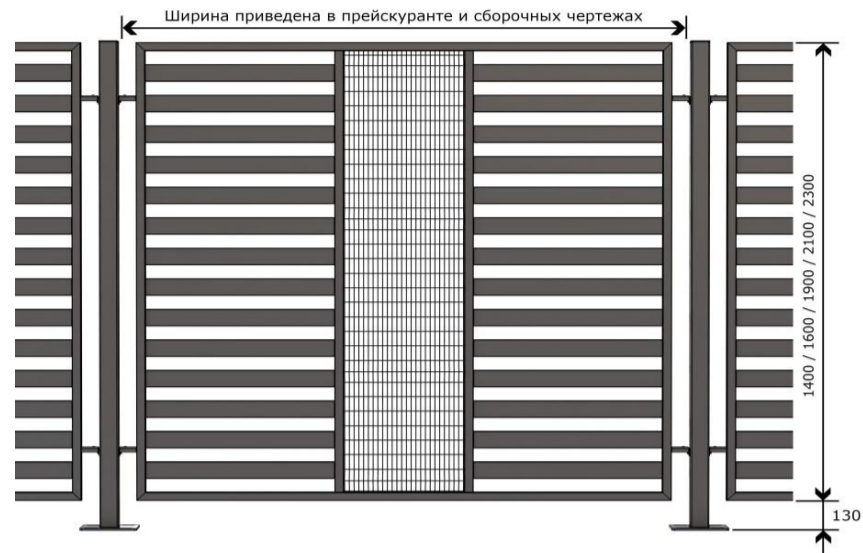 Ширина приведена в прейскуранте и сборочных чертежах
1400 / 1600 / 1900 / 2100 / 2300
130